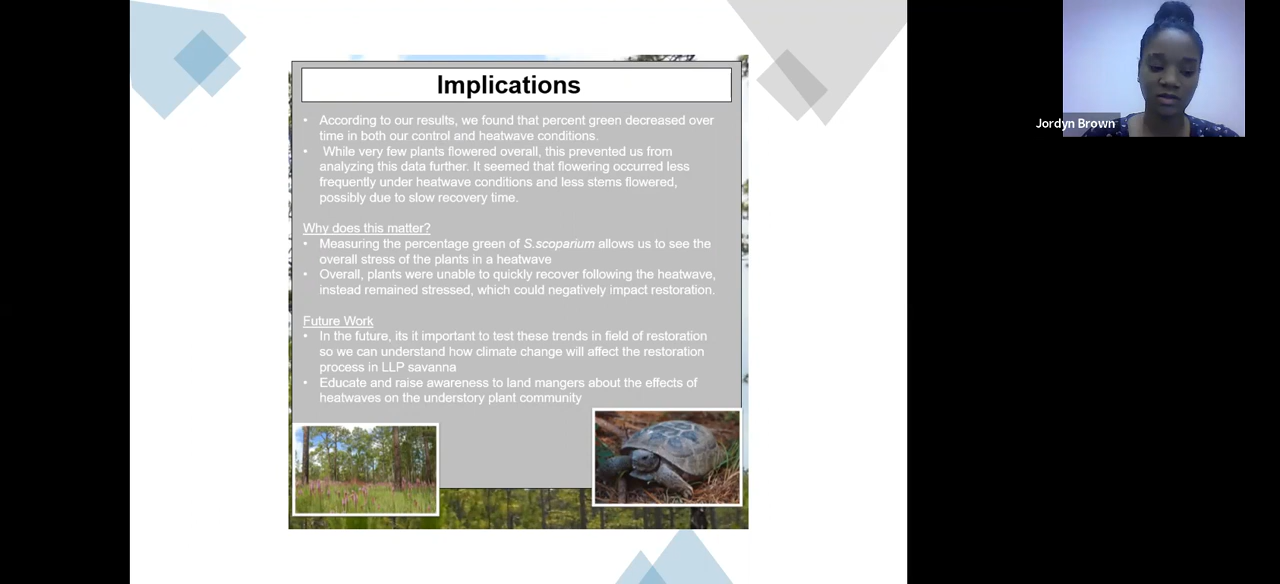 Implications
• According to our results, we found that percent green decreased over
time in both our control and heatwave conditions.
• While very few plants flowered overall, this prevented us from
analyzing this data further. It seemed that flowering occurred less
frequently under heatwave conditions and less stems flowered,
possibly due to slow recovery time.
Why does this matter?
• Measuring the percentage green of S.scoparium allows us to see the
overall stress of the plants in a heatwave
• Overall, plants were unable to quickly recover following the heatwave,
instead remained stressed, which could negatively impact restoration.
Future Work
• In the future, its it important to test these trends in field of restoration
so we can understand how climate change will affect the restoration
process in LLP savanna
• Educate and raise awareness to land mangers about the effects of
heatwaves on the understory plant community
Jordyn Brown